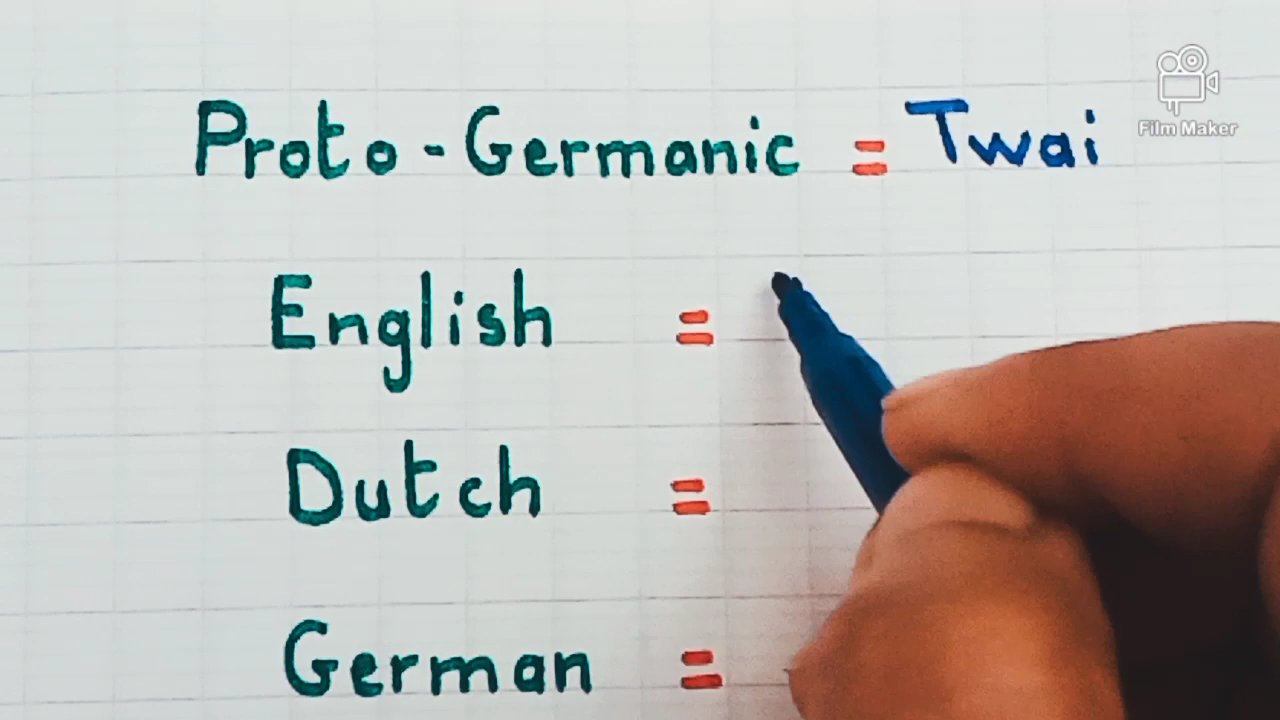 Film Maker
Proto-Germanic = Twai
English =
Dutch =
German =